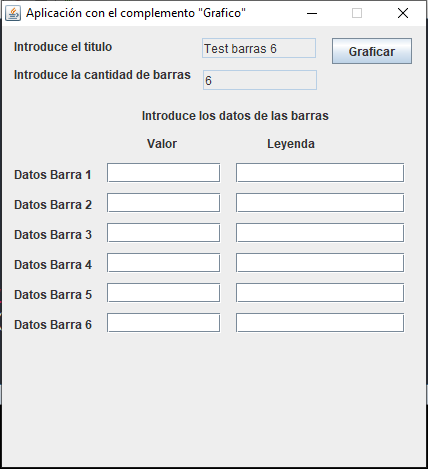 Aplicación con el complemento "Grafico"
Introduce el titulo Test barras 6 Graficar
Introduce la cantidad de barras 6
Introduce los datos de las barras
Valor Leyenda
Datos Barra 1
Datos Barra 2
Datos Barra 3
Datos Barra 4
Datos Barra 5
Datos Barra 6